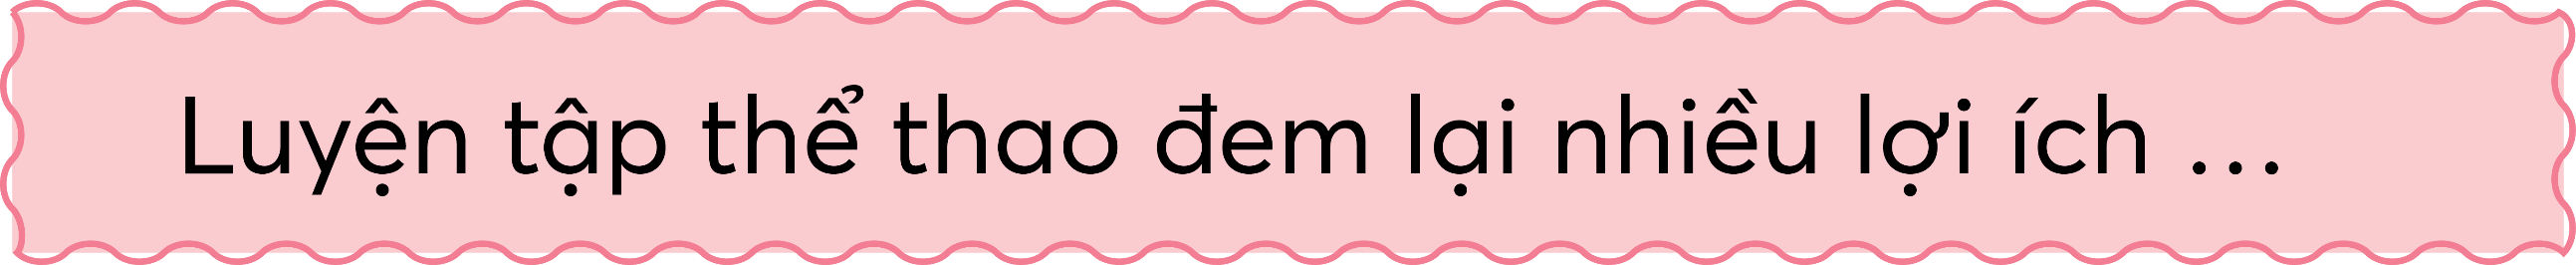 Luyện tập thể thao đem lại nhiều lợi ích ...